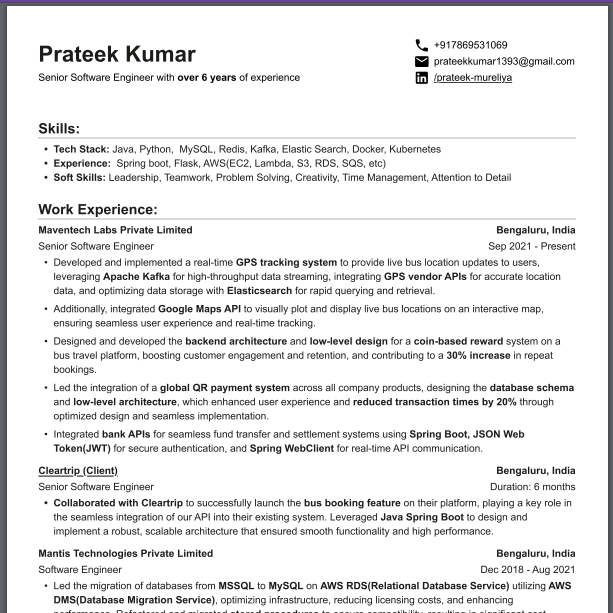 Prateek Kumar
+917869531069
prateekkumar1393@gmail.com
Senior Software Engineer with over 6 years of experience
/prateek-mureliya
Skills:
• Tech Stack: Java, Python, MySQL, Redis, Kafka, Elastic Search, Docker, Kubernetes
• Experience: Spring boot, Flask, AWS(EC2, Lambda, S3, RDS, SQS, etc)
• Soft Skills: Leadership, Teamwork, Problem Solving, Creativity, Time Management, Attention to Detail
Work Experience:
Maventech Labs Private Limited Bengaluru, India
Senior Software Engineer Sep 2021 - Present
• Developed and implemented a real-time GPS tracking system to provide live bus location updates to users,
leveraging Apache Kafka for high-throughput data streaming, integrating GPS vendor APIs for accurate location
data, and optimizing data storage with Elasticsearch for rapid querying and retrieval.
• Additionally, integrated Google Maps API to visually plot and display live bus locations on an interactive map,
ensuring seamless user experience and real-time tracking.
• Designed and developed the backend architecture and low-level design for a coin-based reward system on a
bus travel platform, boosting customer engagement and retention, and contributing to a 30% increase in repeat
bookings.
• Led the integration of a global QR payment system across all company products, designing the database schema
and low-level architecture, which enhanced user experience and reduced transaction times by 20% through
optimized design and seamless implementation.
• Integrated bank APIs for seamless fund transfer and settlement systems using Spring Boot, JSON Web
Token(JWT) for secure authentication, and Spring WebClient for real-time API communication.
Cleartrip (Client) Bengaluru, India
Senior Software Engineer Duration: 6 months
• Collaborated with Cleartrip to successfully launch the bus booking feature on their platform, playing a key role in
the seamless integration of our API into their existing system. Leveraged Java Spring Boot to design and
implement a robust, scalable architecture that ensured smooth functionality and high performance.
Mantis Technologies Private Limited Bengaluru, India
Software Engineer Dec 2018 - Aug 2021
• Led the migration of databases from MSSQL to MySQL on AWS RDS(Relational Database Service) utilizing AWS
DMS(Database Migration Service), optimizing infrastructure, reducing licensing costs, and enhancing
performance. Refactored and migrated stored procedures to ensure compatibility, resulting in significant cost